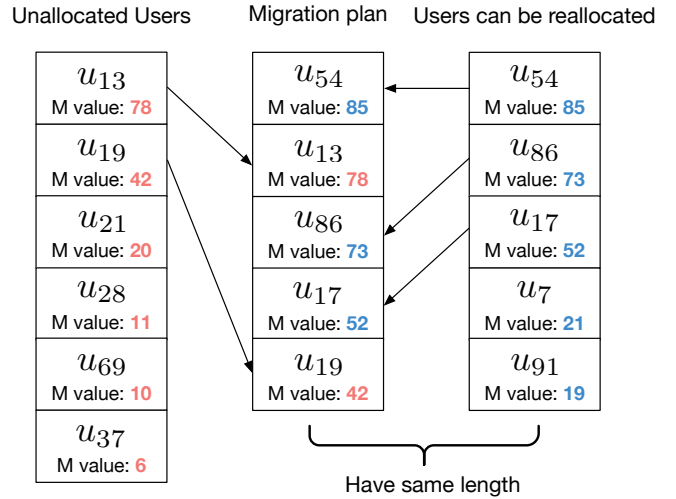 Unallocated Users
Migration plan
Users can be reallocated
u13
M value: 78
u19
M value: 42
u21
M value: 20
u28
M value: 11
u69
M value: 10
u37
M value: 6
u54
M value: 85
u13
M value: 78
u86
M value: 73
u17
M value: 52
u19
M value: 42
u54
M value: 85
u86
M value: 73
u17
M value: 52
u7
M value: 21
u91
M value: 19
Have same length